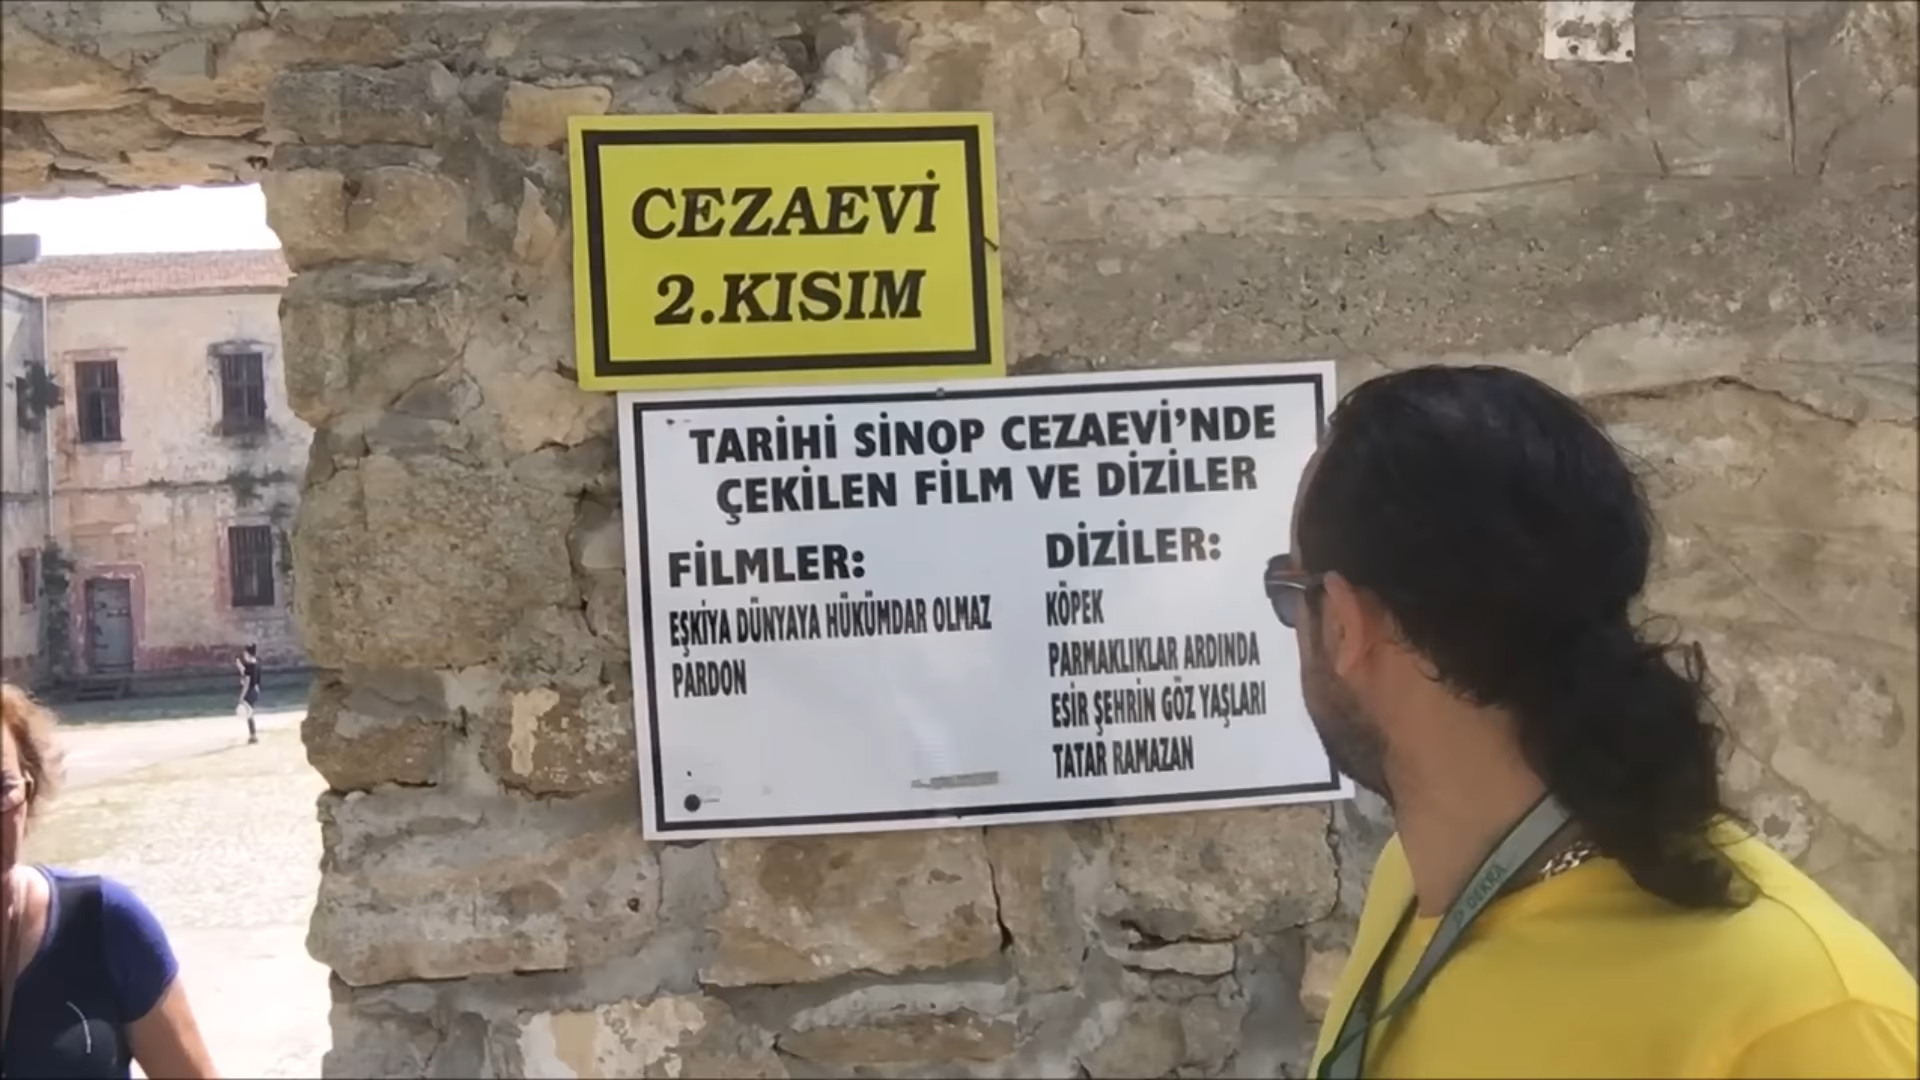 CEZAEVİ
2.KISIM
TARİHİ SİNOP CEZAEVİ'NDE
ÇEKİLEN FİLM VE DİZİLER
FİLMLER:
EŞKİYA DÜNYAYA HÜKÜMDAR OLMAZ
PARDON
DİZİLER:
KÖPEK
PARMAKLIKLAR ARDINDA
ESİR ŞEHRİN GÖZ YAŞLARI
TATAR RAMAZAN
DEKRA